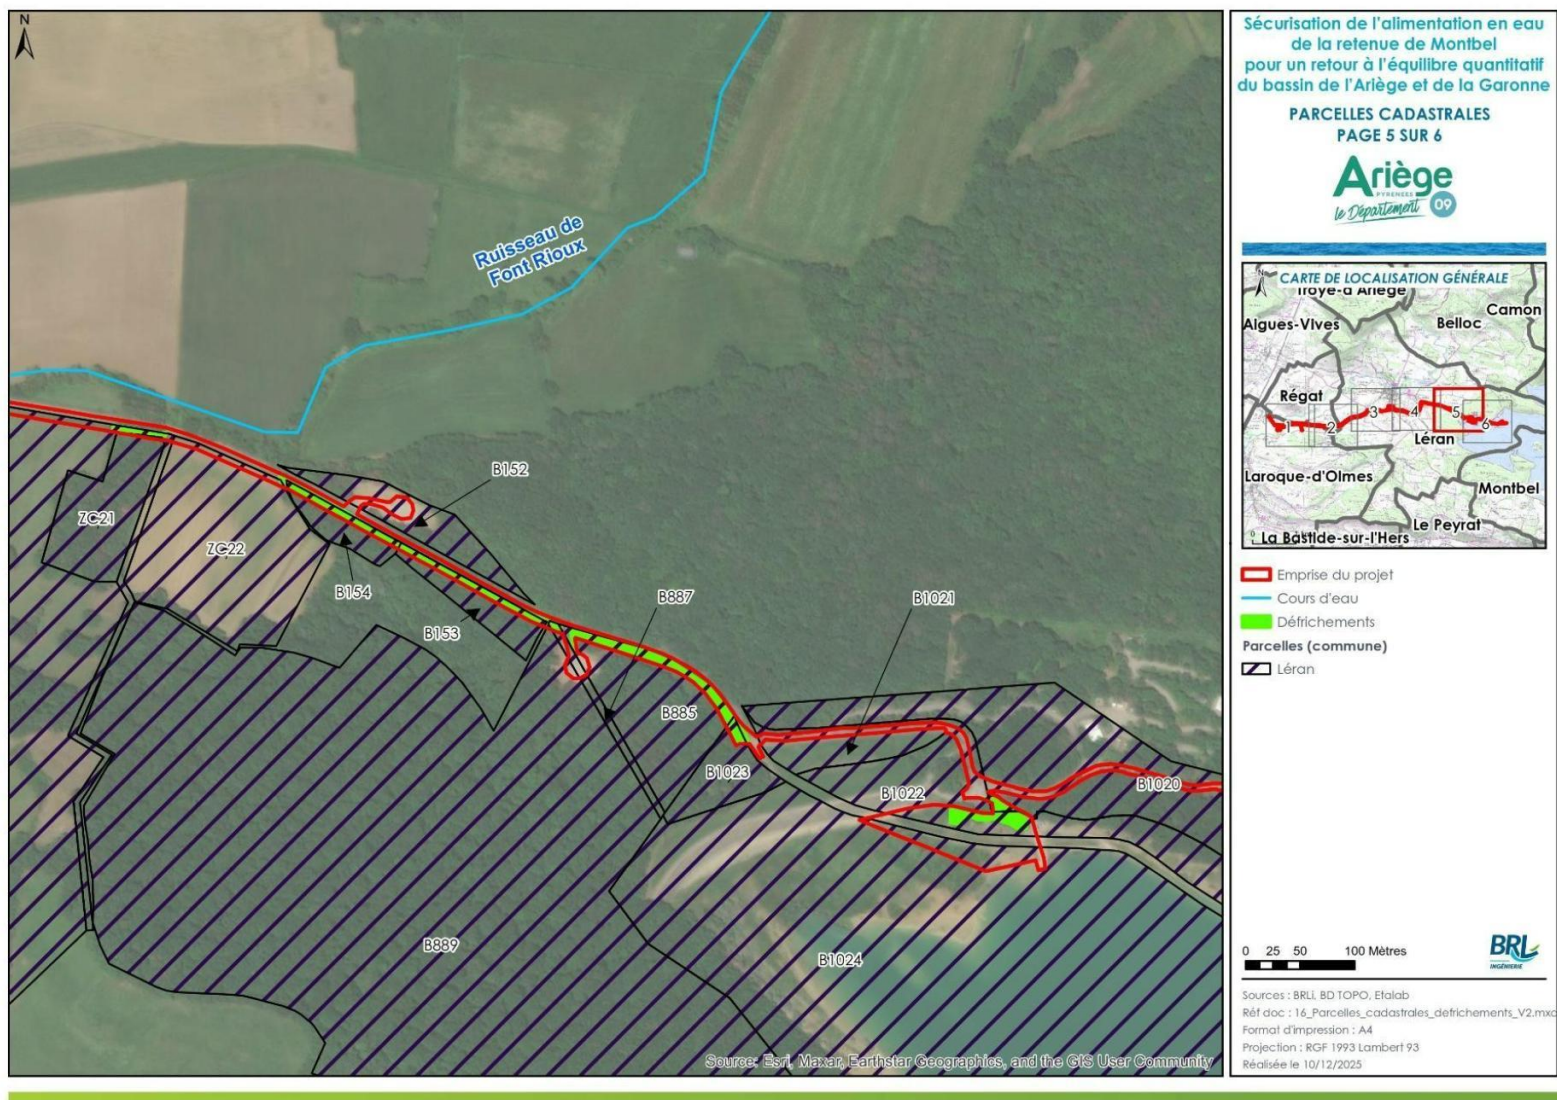 N
Ruisseau de
Font Rioux
B152
ZC21
ZC22
B154
B153
B887
B1021
B885
B1023
B1022
B1020
B889
B1024
Source: Esri, Maxar, Earthstar Geographics, and the GIS User Community
Sécurisation de l'alimentation en eau
de la retenue de Montbel
pour un retour à l'équilibre quantitatif
du bassin de l'Ariège et de la Garonne
PARCELLES CADASTRALES
PAGE 5 SUR 6
Ariège
PYRENEES
le Département 09
N
CARTE DE LOCALISATION GÉNÉRALE
Troye-d'Ariège
Camon
Aigues-Vives
Belloc
Régat
1 2 3 4 5 6
Léran
Laroque-d'Olmes
Montbel
Le Peyrat
La Bastide-sur-l'Hers
Emprise du projet
Cours d'eau
Défrichements
Parcelles (commune)
Léran
0 25 50 100 Mètres
BRL
INGÉNIERIE
Sources : BRLi, BD TOPO, Etalab
Réf doc : 16_Parcelles_cadastrales_defrichements_V2.mxd
Format d'impression : A4
Projection : RGF 1993 Lambert 93
Réalisée le 10/12/2025